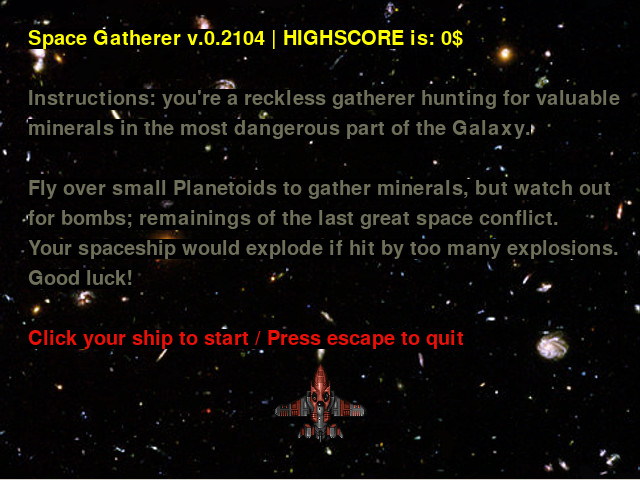 Space Gatherer v.0.2104 | HIGHSCORE is: 0$
Instructions: you're a reckless gatherer hunting for valuable
minerals in the most dangerous part of the Galaxy.
Fly over small Planetoids to gather minerals, but watch out
for bombs; remainings of the last great space conflict.
Your spaceship would explode if hit by too many explosions.
Good luck!
Click your ship to start / Press escape to quit